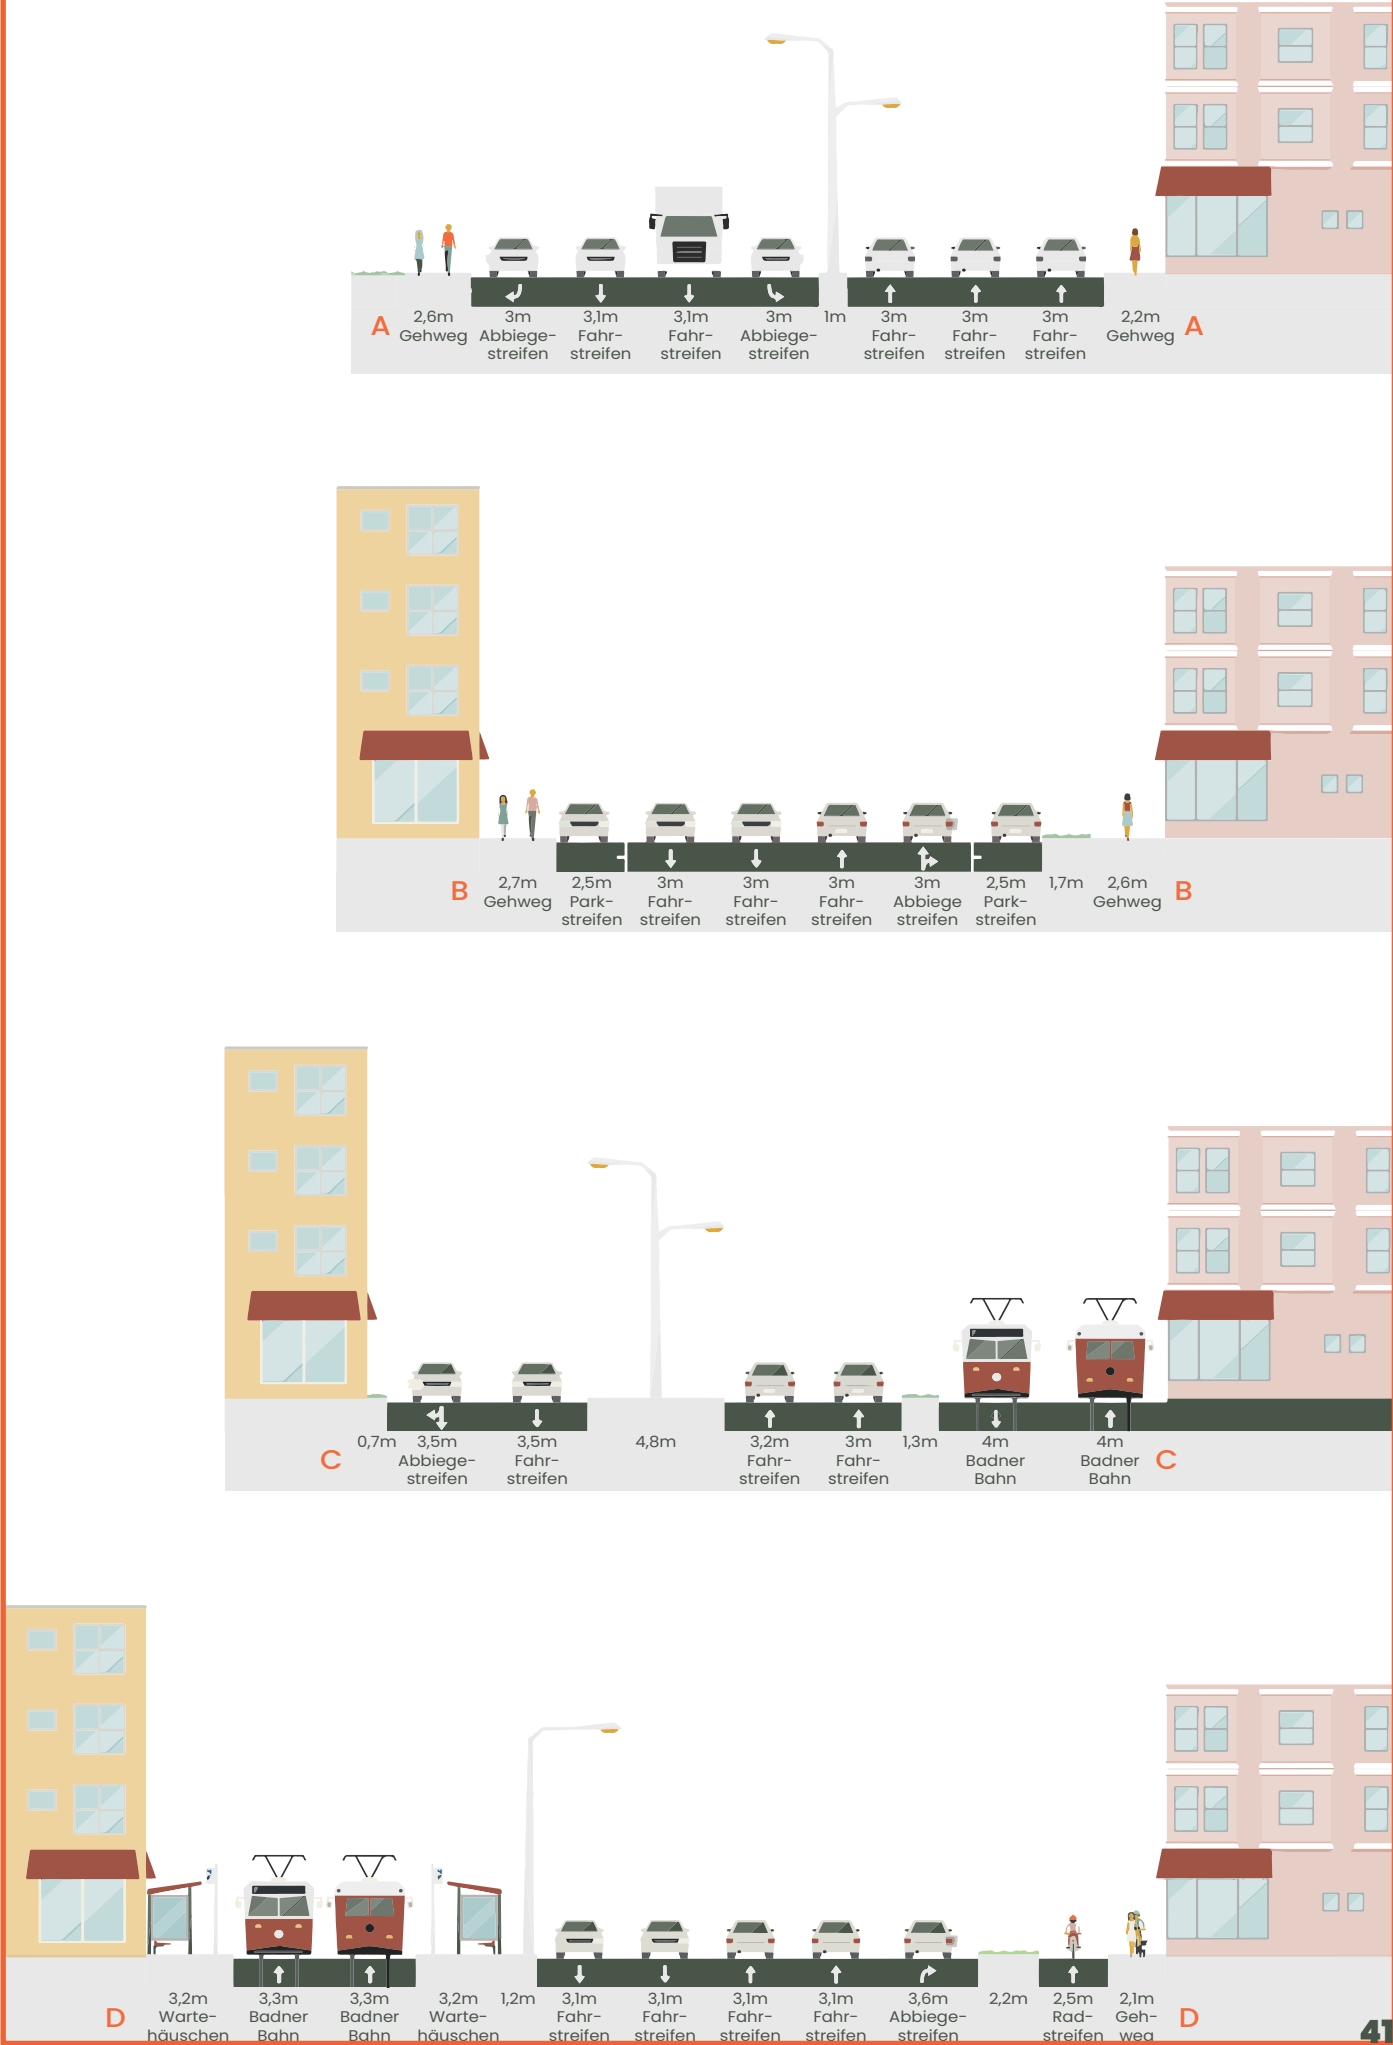 A
2,6m
Gehweg
3m
Abbiege-
streifen
3,1m
Fahr-
streifen
3,1m
Fahr-
streifen
3m
Abbiege-
streifen
1m
3m
Fahr-
streifen
3m
Fahr-
streifen
3m
Fahr-
streifen
2,2m
Gehweg
A
B
2,7m
Gehweg
2,5m
Park-
streifen
3m
Fahr-
streifen
3m
Fahr-
streifen
3m
Fahr-
streifen
3m
Abbiege
streifen
2,5m
Park-
streifen
1,7m
2,6m
Gehweg
B
C
0,7m
3,5m
Abbiege-
streifen
3,5m
Fahr-
streifen
4,8m
3,2m
Fahr-
streifen
3m
Fahr-
streifen
1,3m
4m
Badner
Bahn
4m
Badner
Bahn
C
D
3,2m
Warte-
häuschen
3,3m
Badner
Bahn
3,3m
Badner
Bahn
3,2m
Warte-
häuschen
1,2m
3,1m
Fahr-
streifen
3,1m
Fahr-
streifen
3,1m
Fahr-
streifen
3,1m
Fahr-
streifen
3,6m
Abbiege-
streifen
2,2m
2,5m
Rad-
streifen
2,1m
Geh-
weg
D
41